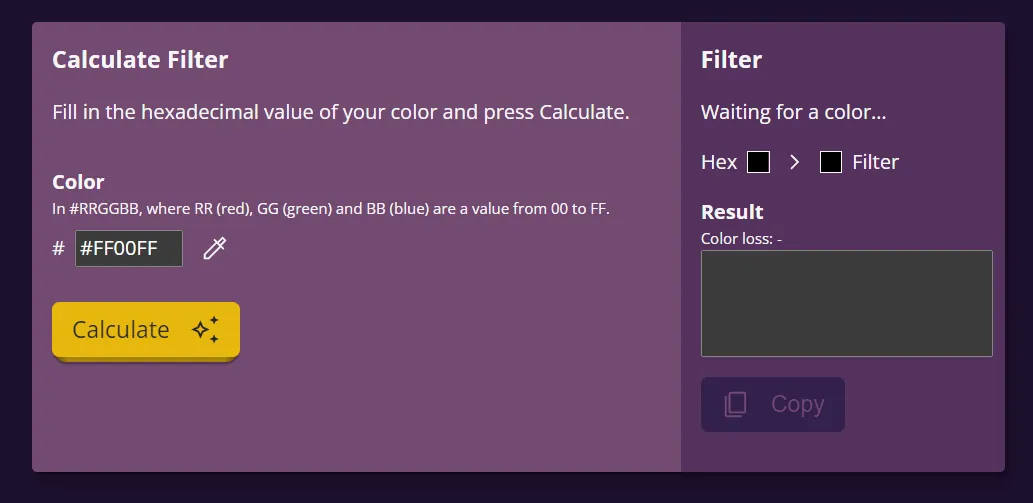 Calculate Filter
Fill in the hexadecimal value of your color and press Calculate.
Color
In #RRGGBB, where RR (red), GG (green) and BB (blue) are a value from 00 to FF.
# #FF00FF
Calculate
Filter
Waiting for a color...
Hex > Filter
Result
Color loss: -
Copy